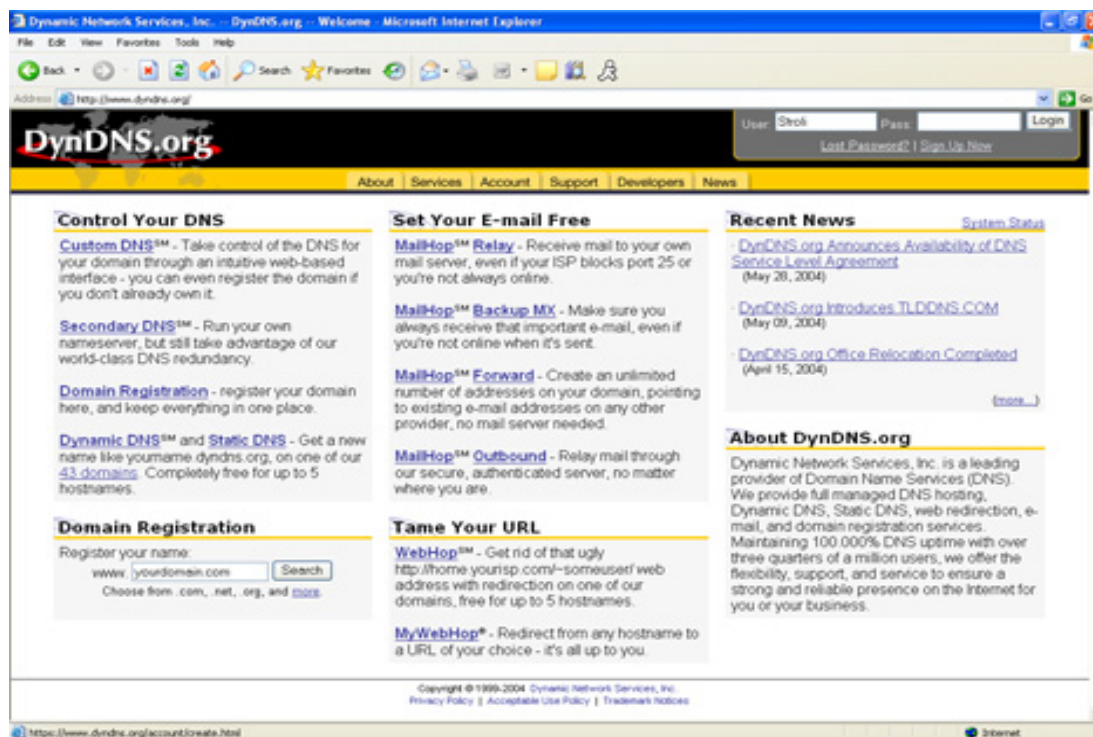 Dynamic Network Services, Inc. -- DynDNS.org -- Welcome - Microsoft Internet Explorer
File Edit View Favorites Tools Help
Back Search Favorites
Address http://www.dyndns.org/ Go
DynDNS.org
User: Stroli Pass: Login
Lost Password? | Sign Up Now
About Services Account Support Developers News
Control Your DNS
Custom DNS℠ - Take control of the DNS for
your domain through an intuitive web-based
interface - you can even register the domain if
you don't already own it.
Secondary DNS℠ - Run your own
nameserver, but still take advantage of our
world-class DNS redundancy.
Domain Registration - register your domain
here, and keep everything in one place.
Dynamic DNS℠ and Static DNS - Get a new
name like yourname.dyndns.org, on one of our
43 domains. Completely free for up to 5
hostnames.
Domain Registration
Register your name:
www. yourdomain.com Search
Choose from .com, .net, .org, and more.
Set Your E-mail Free
MailHop℠ Relay - Receive mail to your own
mail server, even if your ISP blocks port 25 or
you're not always online.
MailHop℠ Backup MX - Make sure you
always receive that important e-mail, even if
you're not online when it's sent.
MailHop℠ Forward - Create an unlimited
number of addresses on your domain, pointing
to existing e-mail addresses on any other
provider, no mail server needed.
MailHop℠ Outbound - Relay mail through
our secure, authenticated server, no matter
where you are.
Tame Your URL
WebHop℠ - Get rid of that ugly
http://home.yourisp.com/~someuser/ web
address with redirection on one of our
domains, free for up to 5 hostnames.
MyWebHop® - Redirect from any hostname to
a URL of your choice - it's all up to you.
Recent News System Status
· DynDNS.org Announces Availability of DNS
Service Level Agreement
(May 28, 2004)
· DynDNS.org Introduces TLDDNS.COM
(May 09, 2004)
· DynDNS.org Office Relocation Completed
(April 15, 2004)
(more...)
About DynDNS.org
Dynamic Network Services, Inc. is a leading
provider of Domain Name Services (DNS).
We provide full managed DNS hosting,
Dynamic DNS, Static DNS, web redirection, e-
mail, and domain registration services.
Maintaining 100.000% DNS uptime with over
three quarters of a million users, we offer the
flexibility, support, and service to ensure a
strong and reliable presence on the Internet for
you or your business.
Copyright © 1999-2004 Dynamic Network Services, Inc.
Privacy Policy | Acceptable Use Policy | Trademark Notices
https://www.dyndns.org/account/create.html Internet